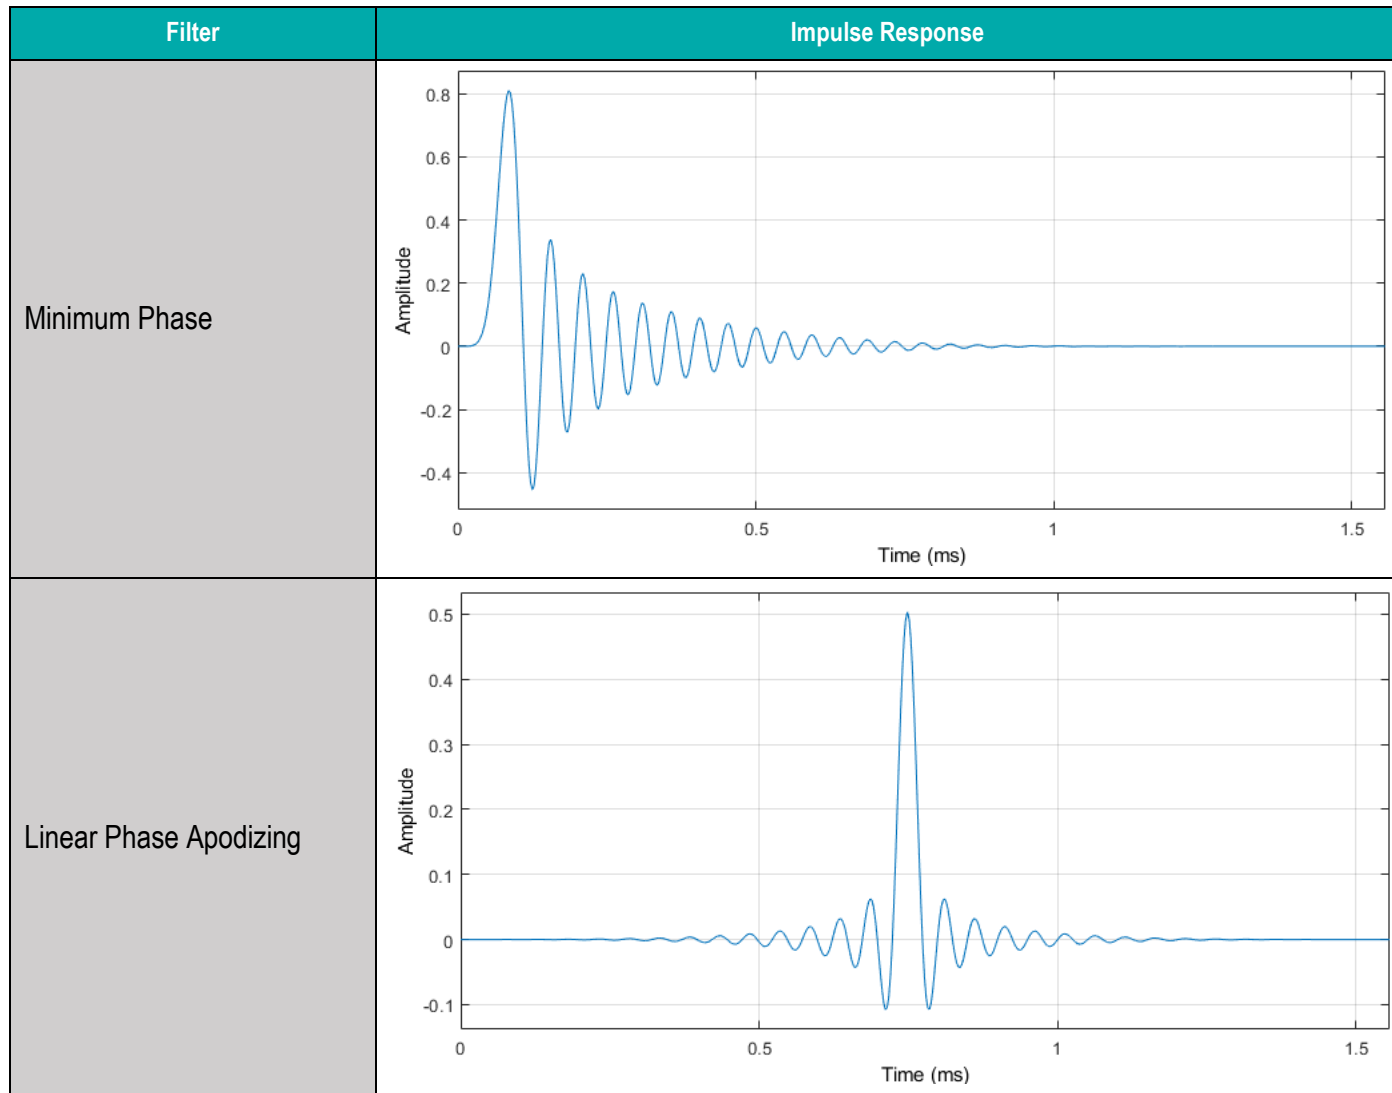 Filter
Impulse Response
Minimum Phase
Amplitude
0.8
0.6
0.4
0.2
0
-0.2
-0.4
0
0.5
1
1.5
Time (ms)
Linear Phase Apodizing
Amplitude
0.5
0.4
0.3
0.2
0.1
0
-0.1
0
0.5
1
1.5
Time (ms)